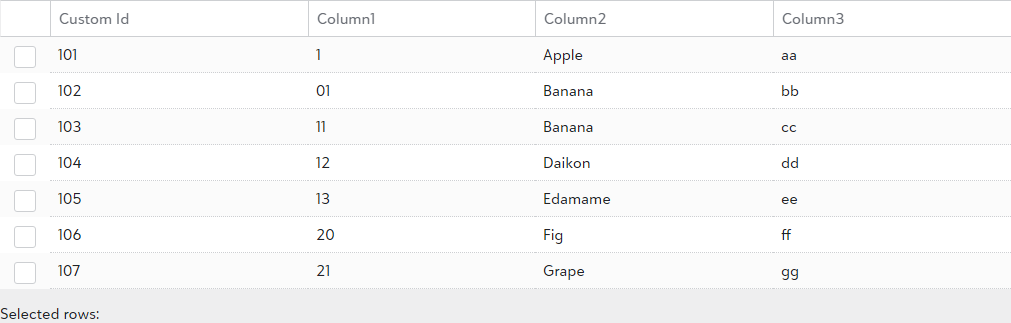 Custom Id Column1 Column2 Column3
101 1 Apple aa
102 01 Banana bb
103 11 Banana cc
104 12 Daikon dd
105 13 Edamame ee
106 20 Fig ff
107 21 Grape gg
Selected rows: